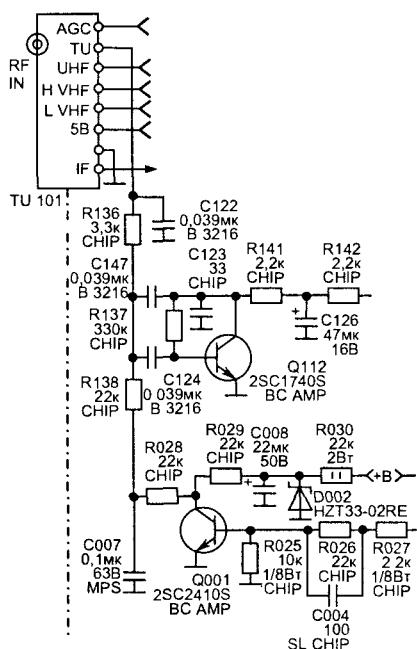 AGC
TU
RF
IN
UHF
H VHF
L VHF
5B
IF
TU 101
R136
3,3к
CHIP
C122
0,039мк
B 3216
C147
0,039мк
B 3216
C123
33
CHIP
R141
2,2к
CHIP
R142
2,2к
CHIP
R137
330к
CHIP
+
C126
47мк
16В
R138
22к
CHIP
C124
0,039мк
B 3216
Q112
2SC1740S
BC AMP
R028
22к
CHIP
R029
22к
CHIP
C008
22мк
50В
+
R030
22к
2Вт
+B
D002
HZT33-02RE
C007
0,1мк
63В
MPS
Q001
2SC2410S
BC AMP
R025
10к
1/8Вт
CHIP
R026
22к
CHIP
R027
2,2к
1/8Вт
CHIP
C004
100
SL CHIP